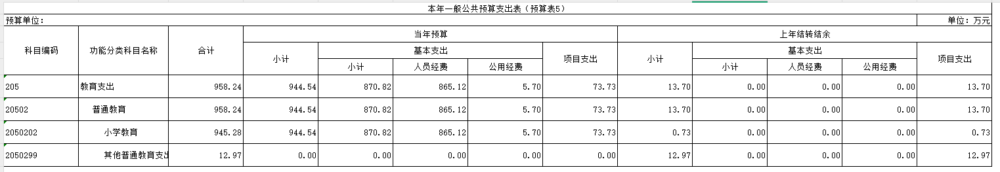 本年一般公共预算支出表（预算表5）
预算单位： 单位：万元
科目编码 功能分类科目名称 合计 当年预算 上年结转结余
小计 基本支出 项目支出 小计 基本支出 项目支出
小计 人员经费 公用经费 小计 人员经费 公用经费
205 教育支出 958.24 944.54 870.82 865.12 5.70 73.73 13.70 0.00 0.00 0.00 13.70
20502 普通教育 958.24 944.54 870.82 865.12 5.70 73.73 13.70 0.00 0.00 0.00 13.70
2050202 小学教育 945.28 944.54 870.82 865.12 5.70 73.73 0.73 0.00 0.00 0.00 0.73
2050299 其他普通教育支出 12.97 0.00 0.00 0.00 0.00 0.00 12.97 0.00 0.00 0.00 12.97